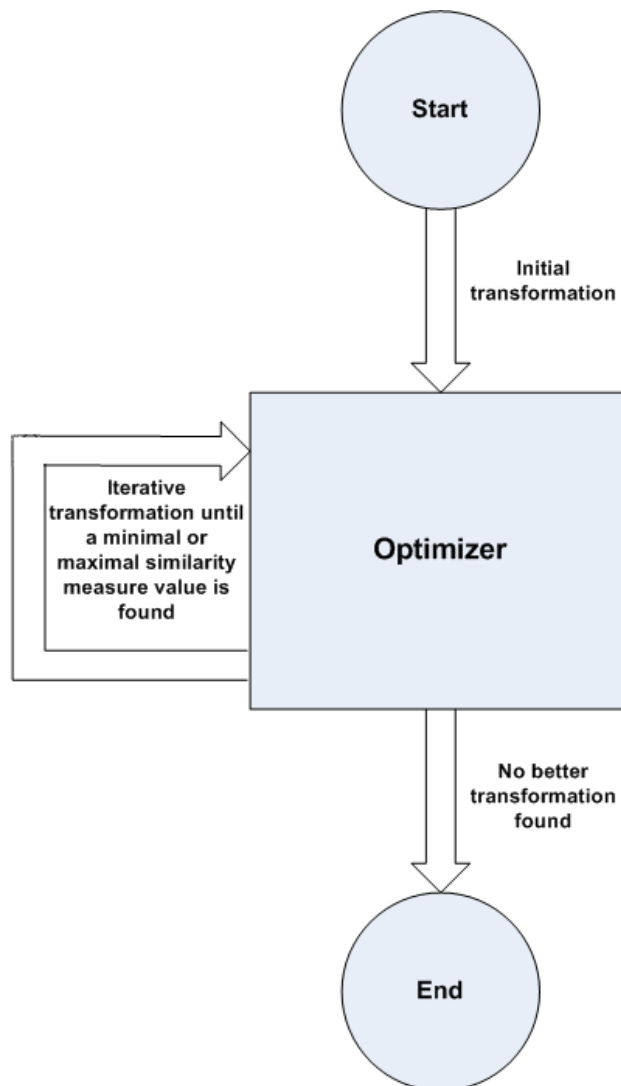 Start
Initial
transformation
Iterative
transformation until
a minimal or
maximal similarity
measure value is
found
Optimizer
No better
transformation
found
End